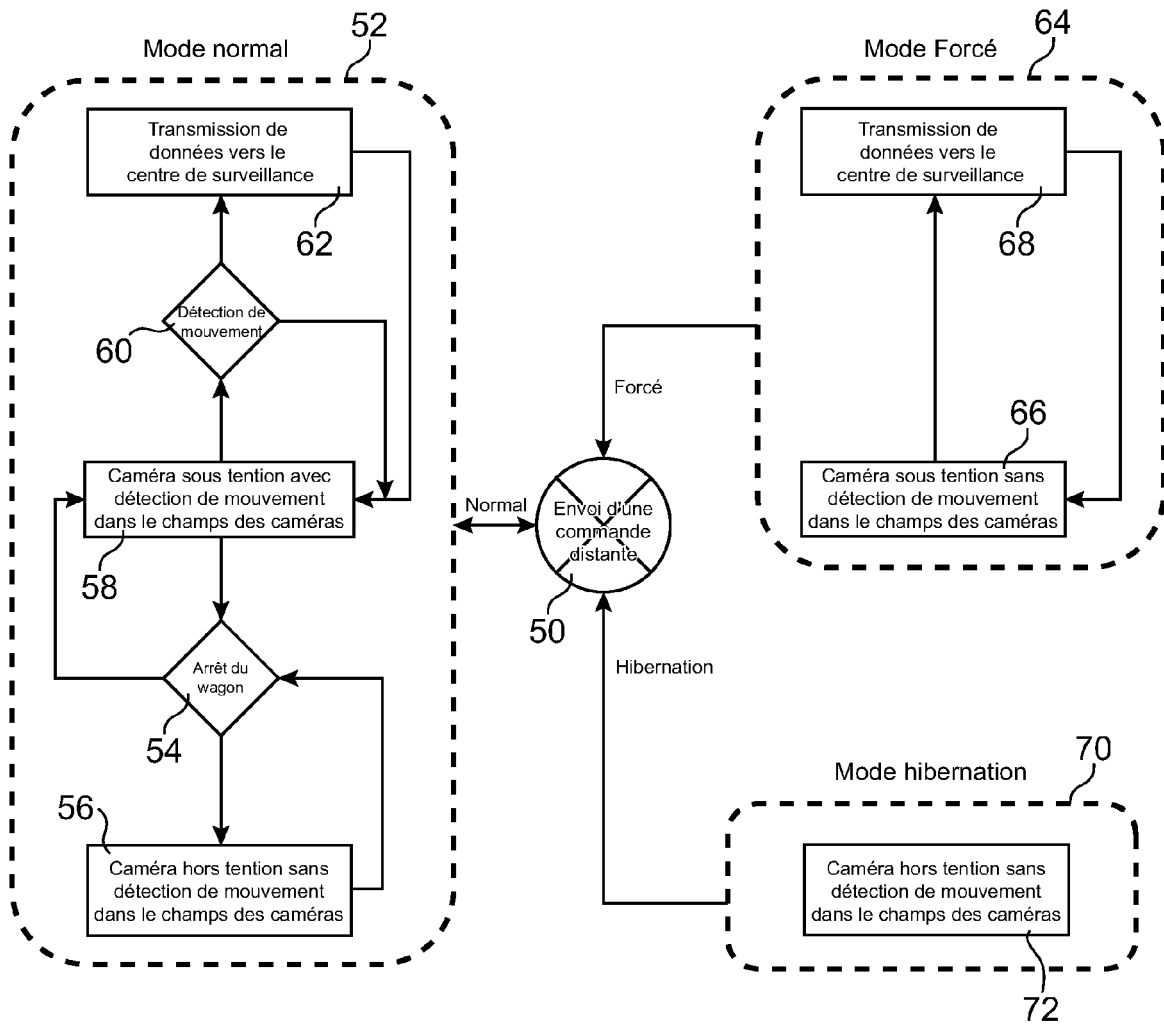 52
Mode normal
Transmission de
données vers le
centre de surveillance
62
Détection de
mouvement
60
Caméra sous tention avec
détection de mouvement
dans le champs des caméras
58
Arrêt du
wagon
54
56
Caméra hors tention sans
détection de mouvement
dans le champs des caméras
Normal
Forcé
Envoi d'une
commande
distante
50
Hibernation
64
Mode Forcé
Transmission de
données vers le
centre de surveillance
68
66
Caméra sous tention sans
détection de mouvement
dans le champs des caméras
70
Mode hibernation
Caméra hors tention sans
détection de mouvement
dans le champs des caméras
72